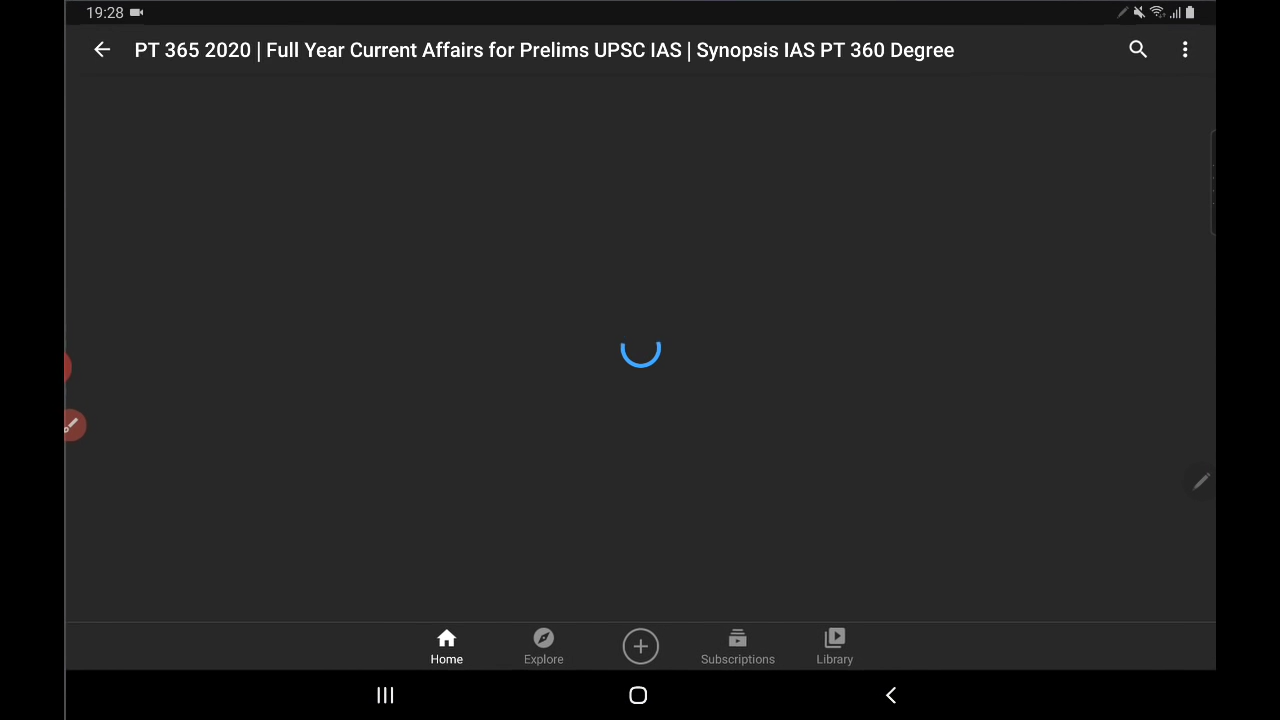 19:28
PT 365 2020 | Full Year Current Affairs for Prelims UPSC IAS | Synopsis IAS PT 360 Degree
Home
Explore
Subscriptions
Library